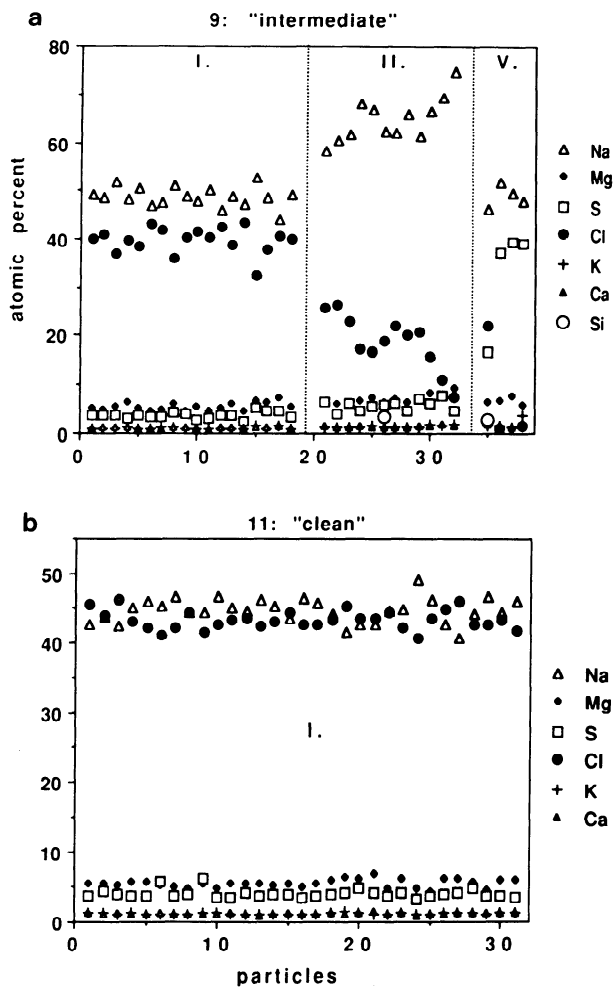 a
9: "intermediate"
I. II. V.
80
60
40
20
0
atomic percent
0 10 20 30
Na
Mg
S
Cl
K
Ca
Si
b
11: "clean"
I.
50
40
30
20
10
0
0 10 20 30
particles
Na
Mg
S
Cl
K
Ca